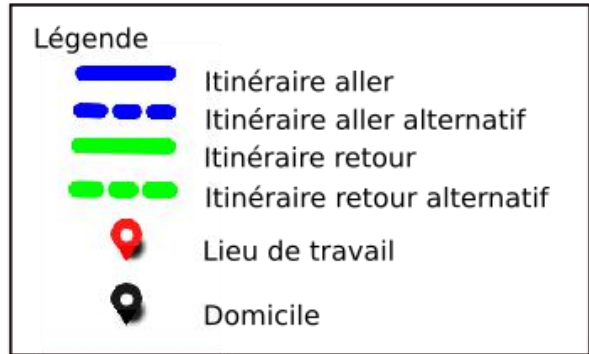 Légende
Itinéraire aller
Itinéraire aller alternatif
Itinéraire retour
Itinéraire retour alternatif
Lieu de travail
Domicile